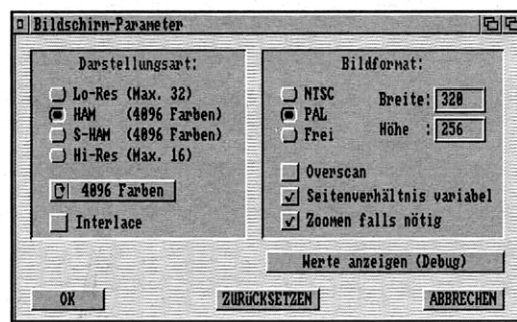 Bildschirm-Parameter
Darstellungsart:
Lo-Res (Max. 32)
HAM (4096 Farben)
S-HAM (4096 Farben)
Hi-Res (Max. 16)
4096 Farben
Interlace
Bildformat:
NTSC
PAL
Frei
Breite: 320
Höhe : 256
Overscan
Seitenverhältnis variabel
Zoomen falls nötig
Werte anzeigen (Debug)
OK
ZURÜCKSETZEN
ABBRECHEN